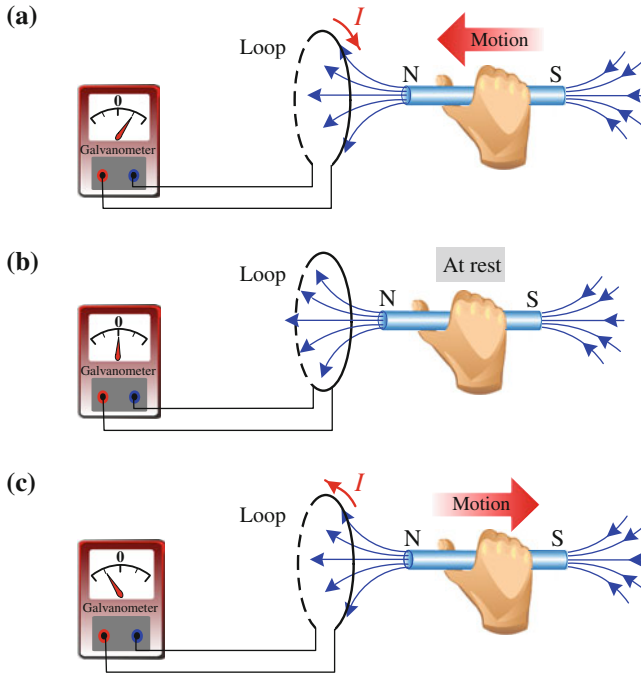 (a)
I
Loop
Motion
N
S
0
Galvanometer
(b)
Loop
At rest
N
S
0
Galvanometer
(c)
I
Loop
Motion
N
S
0
Galvanometer